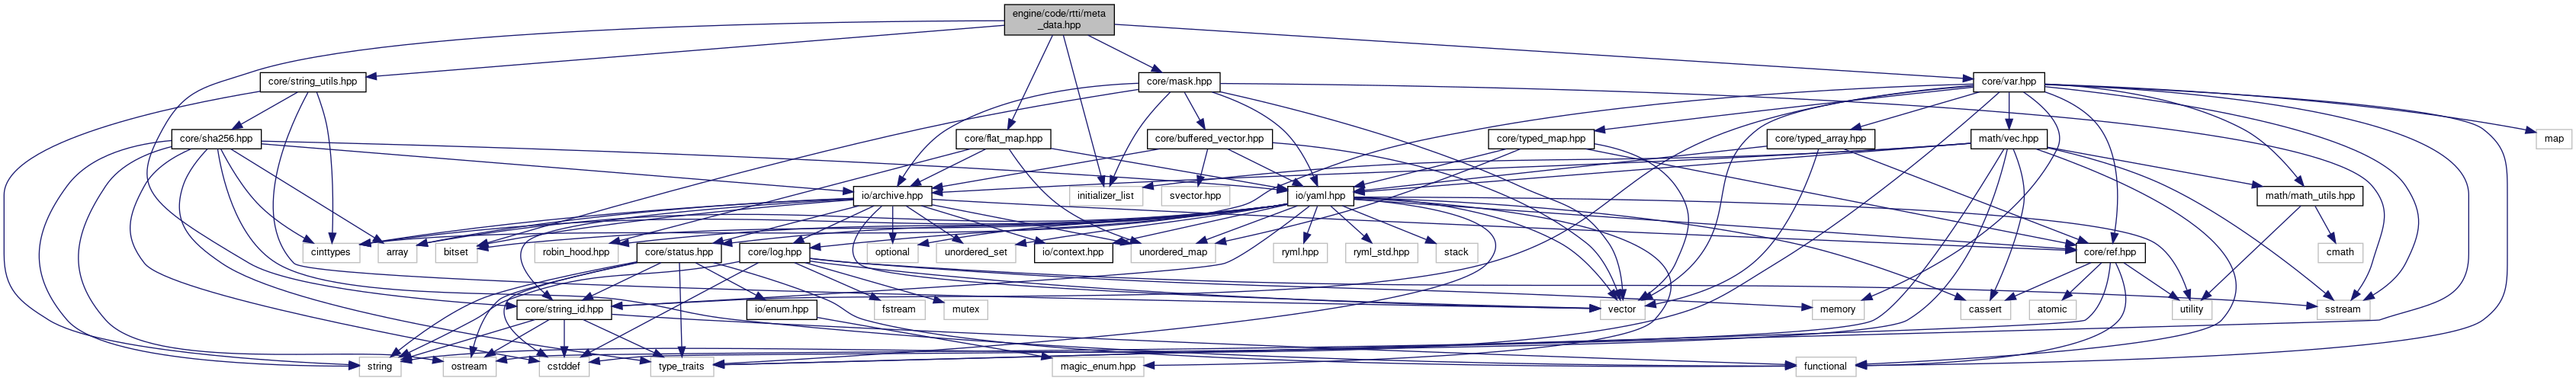 engine/code/rtti/meta
_data.hpp
core/string_utils.hpp
core/mask.hpp
core/var.hpp
core/sha256.hpp
core/flat_map.hpp
core/buffered_vector.hpp
core/typed_map.hpp
core/typed_array.hpp
math/vec.hpp
map
io/archive.hpp
initializer_list
svector.hpp
io/yaml.hpp
math/math_utils.hpp
cinttypes
array
bitset
robin_hood.hpp
core/status.hpp
core/log.hpp
optional
unordered_set
io/context.hpp
unordered_map
ryml.hpp
ryml_std.hpp
stack
core/ref.hpp
cmath
core/string_id.hpp
io/enum.hpp
fstream
mutex
vector
memory
cassert
atomic
utility
sstream
string
ostream
cstddef
type_traits
magic_enum.hpp
functional